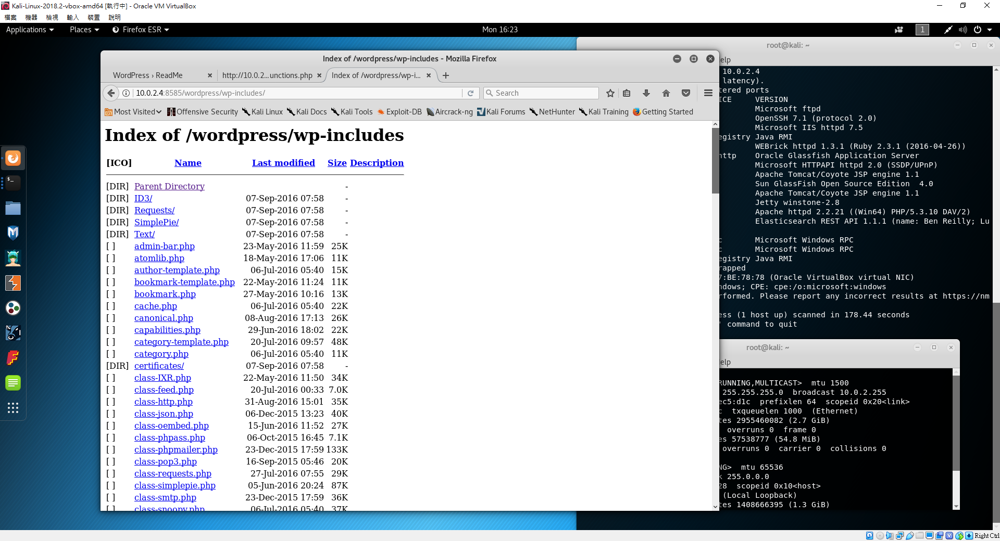 Kali-Linux-2018.2-vbox-amd64 [執行中] - Oracle VM VirtualBox
檔案 機器 檢視 輸入 裝置 說明
Applications Places Firefox ESR Mon 16:23 1
Index of /wordpress/wp-includes - Mozilla Firefox
WordPress › ReadMe http://10.0.2...unctions.php Index of /wordpress/wp-i...
10.0.2.4:8585/wordpress/wp-includes/ Search
Most Visited Offensive Security Kali Linux Kali Docs Kali Tools Exploit-DB Aircrack-ng Kali Forums NetHunter Kali Training Getting Started
Index of /wordpress/wp-includes
[ICO] Name Last modified Size Description
[DIR] Parent Directory -
[DIR] ID3/ 07-Sep-2016 07:58 -
[DIR] Requests/ 07-Sep-2016 07:58 -
[DIR] SimplePie/ 07-Sep-2016 07:58 -
[DIR] Text/ 07-Sep-2016 07:58 -
[ ] admin-bar.php 23-May-2016 11:59 25K
[ ] atomlib.php 18-May-2016 17:06 11K
[ ] author-template.php 06-Jul-2016 05:40 15K
[ ] bookmark-template.php 22-May-2016 11:24 11K
[ ] bookmark.php 27-May-2016 10:16 13K
[ ] cache.php 06-Jul-2016 05:40 22K
[ ] canonical.php 08-Aug-2016 17:13 26K
[ ] capabilities.php 29-Jun-2016 18:02 22K
[ ] category-template.php 20-Jul-2016 09:57 48K
[ ] category.php 06-Jul-2016 05:40 11K
[DIR] certificates/ 07-Sep-2016 07:58 -
[ ] class-IXR.php 22-May-2016 11:50 34K
[ ] class-feed.php 20-Jul-2016 00:33 7.0K
[ ] class-http.php 31-Aug-2016 15:01 35K
[ ] class-json.php 06-Dec-2015 13:23 40K
[ ] class-oembed.php 15-Jun-2016 11:52 27K
[ ] class-phpass.php 06-Oct-2015 16:45 7.1K
[ ] class-phpmailer.php 23-Dec-2015 17:59 133K
[ ] class-pop3.php 16-Sep-2015 05:46 20K
[ ] class-requests.php 27-Jul-2016 07:55 29K
[ ] class-simplepie.php 05-Jun-2016 20:24 87K
[ ] class-smtp.php 23-Dec-2015 17:59 36K
[ ] class-snoopy.php 06-Jul-2016 05:40 37K
root@kali: ~
elp
10.0.2.4
latency).
tered ports
ICE VERSION
Microsoft ftpd
OpenSSH 7.1 (protocol 2.0)
Microsoft IIS httpd 7.5
egistry Java RMI
WEBrick httpd 1.3.1 (Ruby 2.3.1 (2016-04-26))
http Oracle Glassfish Application Server
Microsoft HTTPAPI httpd 2.0 (SSDP/UPnP)
Apache Tomcat/Coyote JSP engine 1.1
Sun GlassFish Open Source Edition 4.0
Apache Tomcat/Coyote JSP engine 1.1
Jetty winstone-2.8
Apache httpd 2.2.21 ((Win64) PHP/5.3.10 DAV/2)
Elasticsearch REST API 1.1.1 (name: Ben Reilly; Lu
c Microsoft Windows RPC
c Microsoft Windows RPC
egistry Java RMI
rapped
7:BE:78:78 (Oracle VirtualBox virtual NIC)
ndows; CPE: cpe:/o:microsoft:windows
rformed. Please report any incorrect results at https://nm
ess (1 host up) scanned in 178.44 seconds
' command to quit
root@kali: ~
elp
RUNNING,MULTICAST> mtu 1500
255.255.255.0 broadcast 10.0.2.255
ec5:d1c prefixlen 64 scopeid 0x20<link>
c txqueuelen 1000 (Ethernet)
tes 2955460082 (2.7 GiB)
overruns 0 frame 0
es 57538777 (54.8 MiB)
overruns 0 carrier 0 collisions 0
NG> mtu 65536
k 255.0.0.0
28 scopeid 0x10<host>
(Local Loopback)
tes 1408666395 (1.3 GiB)
Right Ctrl